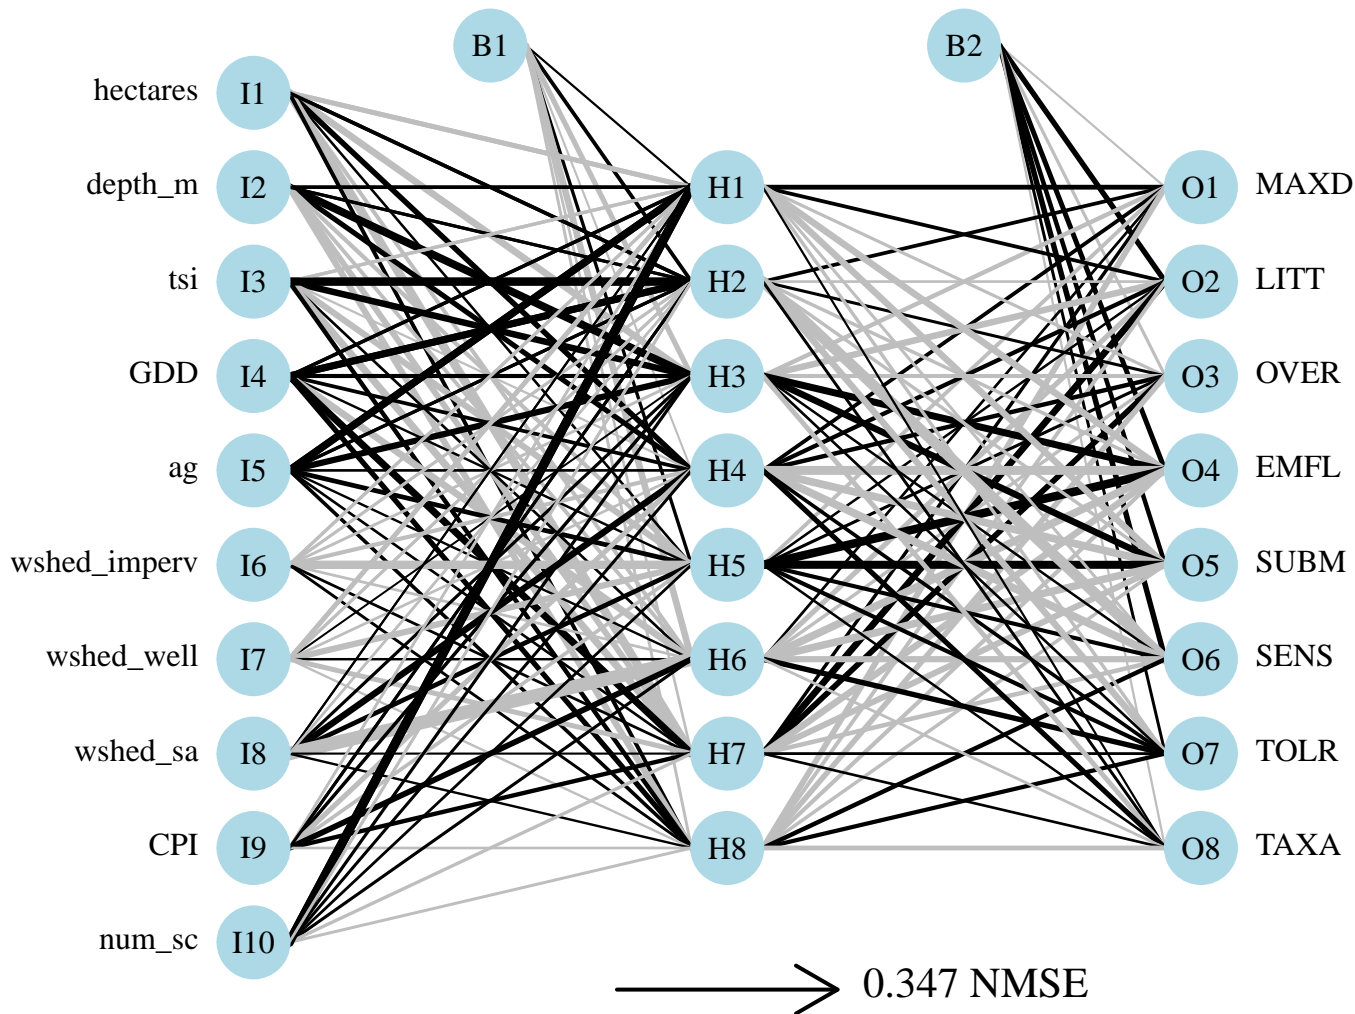 B1 B2
hectares I1
depth_m I2 H1 O1 MAXD
tsi I3 H2 O2 LITT
GDD I4 H3 O3 OVER
ag I5 H4 O4 EMFL
wshed_imperv I6 H5 O5 SUBM
wshed_well I7 H6 O6 SENS
wshed_sa I8 H7 O7 TOLR
CPI I9 H8 O8 TAXA
num_sc I10
0.347 NMSE